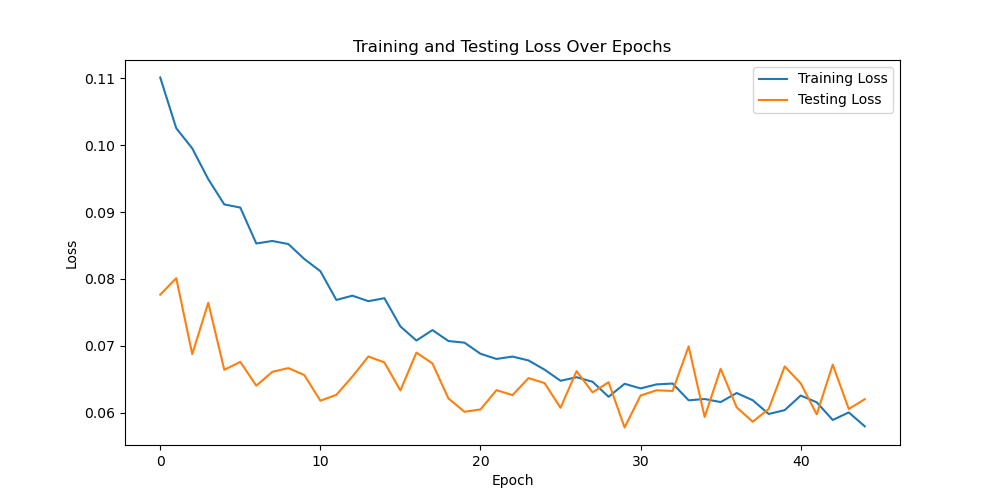 Training and Testing Loss Over Epochs
Training Loss
Testing Loss
0.11
0.10
0.09
0.08
0.07
0.06
Loss
0
10
20
30
40
Epoch